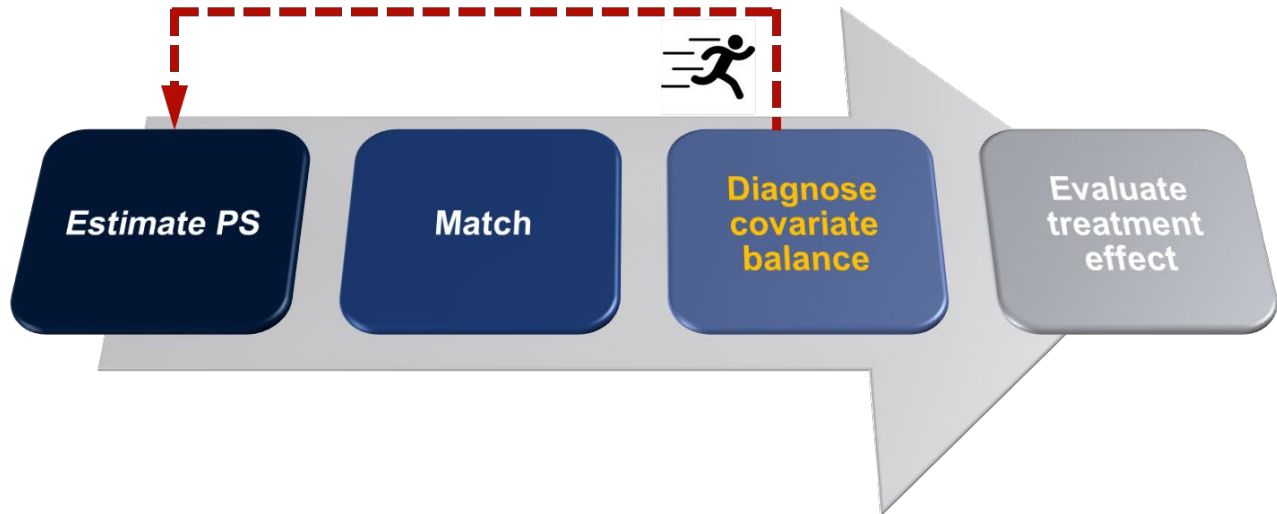 Estimate PS
Match
Diagnose
covariate
balance
Evaluate
treatment
effect